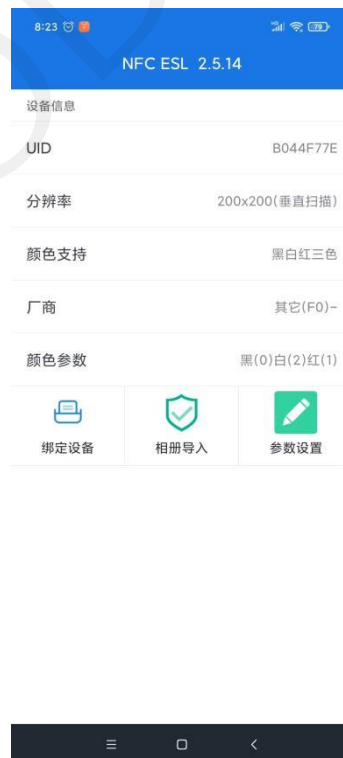 8:23
79
NFC ESL 2.5.14
设备信息
UID B044F77E
分辨率 200x200(垂直扫描)
颜色支持 黑白红三色
厂商 其它(F0)-
颜色参数 黑(0)白(2)红(1)
绑定设备 相册导入 参数设置